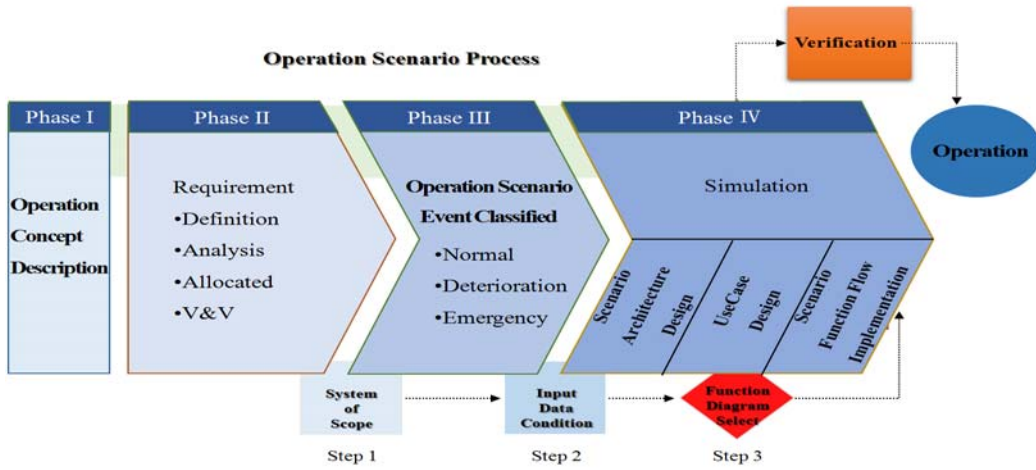 Operation Scenario Process
Verification
Operation
Phase I
Operation
Concept
Description
Phase II
Requirement
•Definition
•Analysis
•Allocated
•V&V
Phase III
Operation Scenario
Event Classified
•Normal
•Deterioration
•Emergency
Phase IV
Simulation
Scenario
Architecture
Design
UseCase
Design
Scenario
Function Flow
Implementation
System
of
Scope
Input
Data
Condition
Function
Diagram
Select
Step 1
Step 2
Step 3